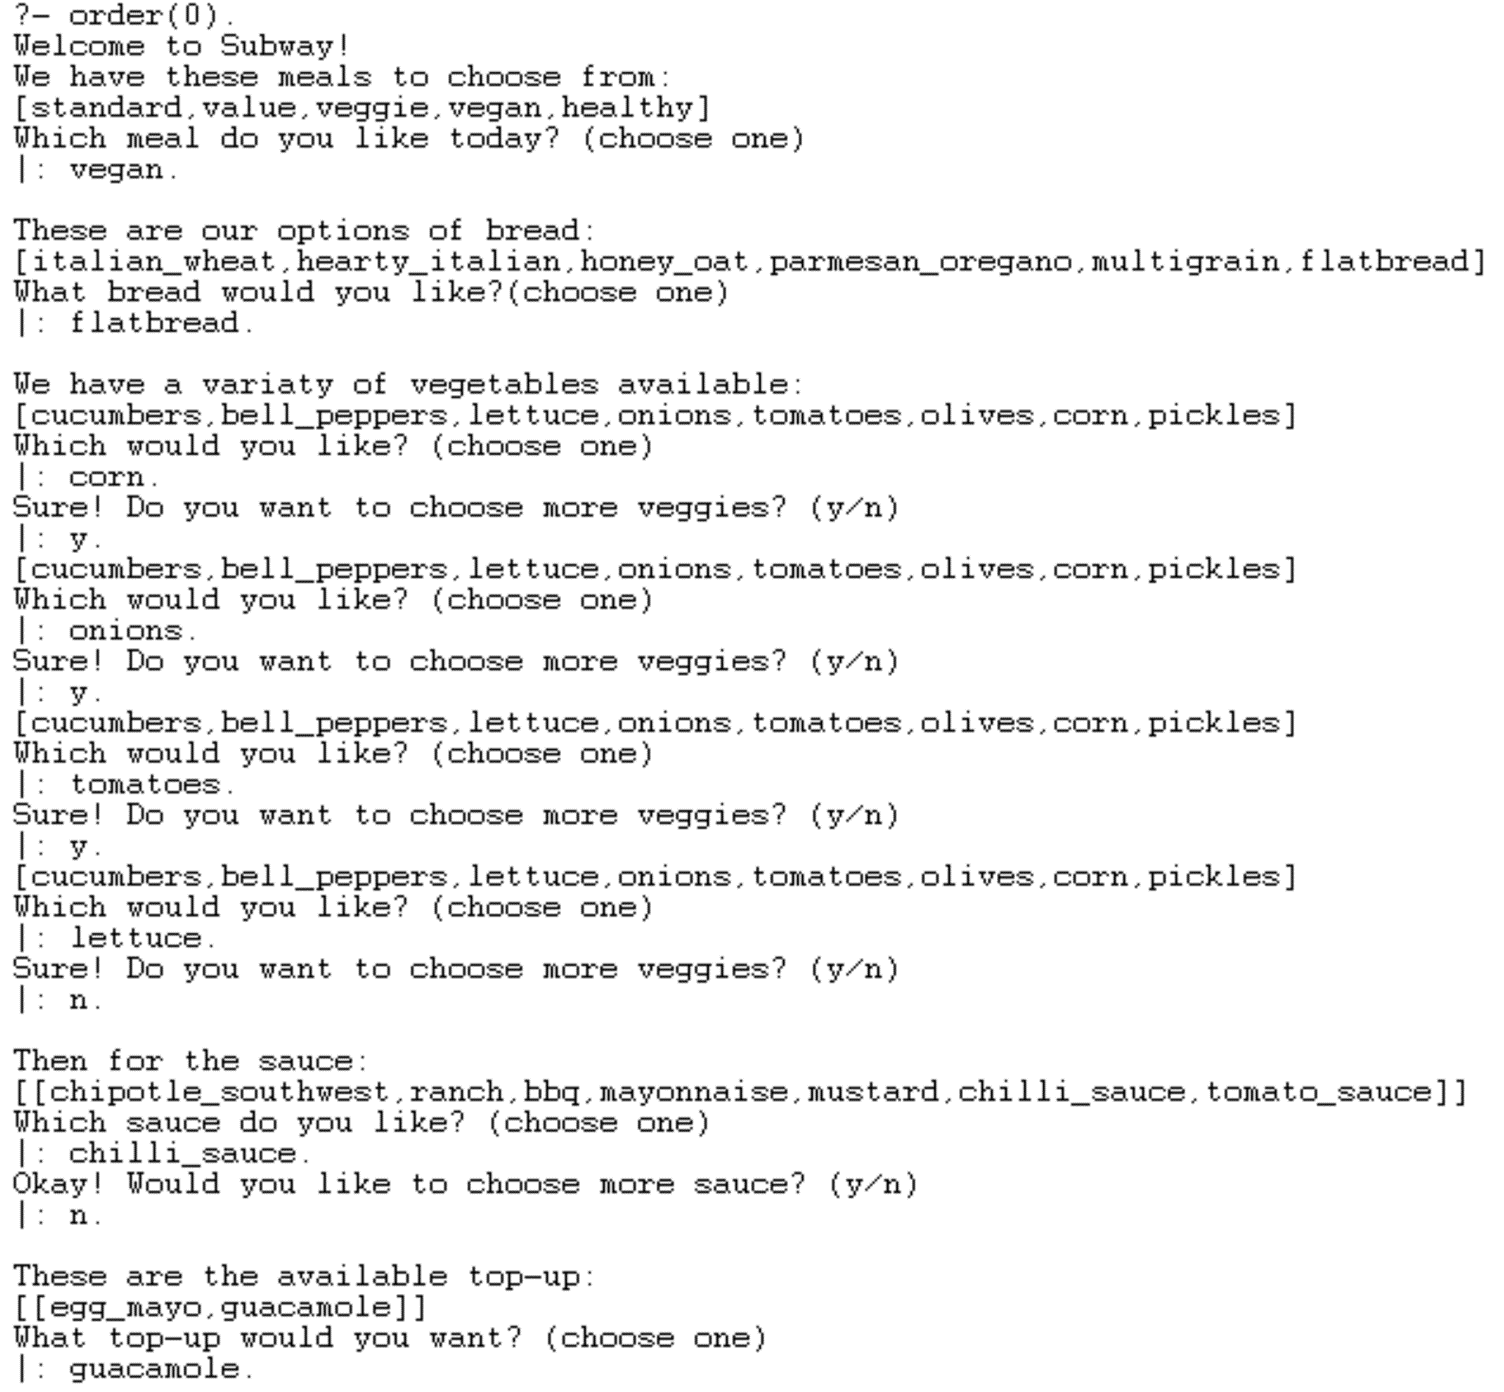 ?- order(0).
Welcome to Subway!
We have these meals to choose from:
[standard,value,veggie,vegan,healthy]
Which meal do you like today? (choose one)
|: vegan.
These are our options of bread:
[italian_wheat,hearty_italian,honey_oat,parmesan_oregano,multigrain,flatbread]
What bread would you like?(choose one)
|: flatbread.
We have a variaty of vegetables available:
[cucumbers,bell_peppers,lettuce,onions,tomatoes,olives,corn,pickles]
Which would you like? (choose one)
|: corn.
Sure! Do you want to choose more veggies? (y/n)
|: y.
[cucumbers,bell_peppers,lettuce,onions,tomatoes,olives,corn,pickles]
Which would you like? (choose one)
|: onions.
Sure! Do you want to choose more veggies? (y/n)
|: y.
[cucumbers,bell_peppers,lettuce,onions,tomatoes,olives,corn,pickles]
Which would you like? (choose one)
|: tomatoes.
Sure! Do you want to choose more veggies? (y/n)
|: y.
[cucumbers,bell_peppers,lettuce,onions,tomatoes,olives,corn,pickles]
Which would you like? (choose one)
|: lettuce.
Sure! Do you want to choose more veggies? (y/n)
|: n.
Then for the sauce:
[[chipotle_southwest,ranch,bbq,mayonnaise,mustard,chilli_sauce,tomato_sauce]]
Which sauce do you like? (choose one)
|: chilli_sauce.
Okay! Would you like to choose more sauce? (y/n)
|: n.
These are the available top-up:
[[egg_mayo,guacamole]]
What top-up would you want? (choose one)
|: guacamole.